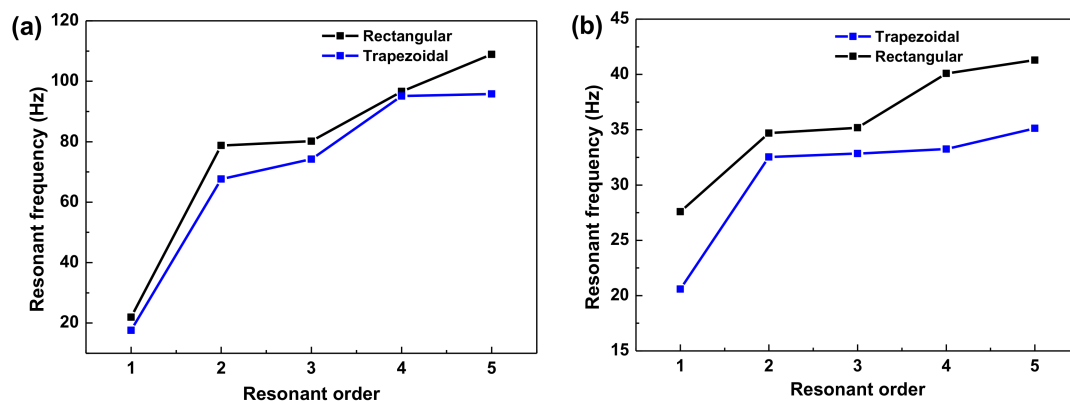 (a)
Rectangular
Trapezoidal
Resonant frequency (Hz)
120
100
80
60
40
20
1 2 3 4 5
Resonant order
(b)
Trapezoidal
Rectangular
Resonant frequency (Hz)
45
40
35
30
25
20
15
1 2 3 4 5
Resonant order